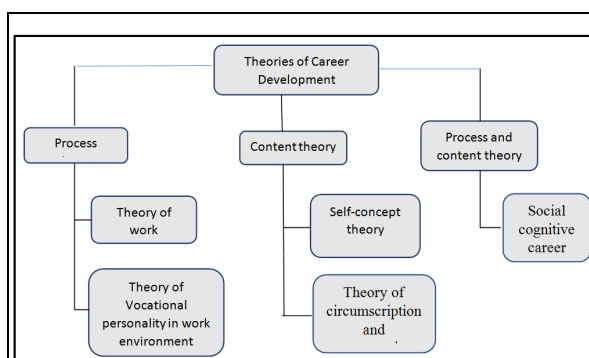 Theories of Career
Development
Process
Content theory
Process and
content theory
Theory of
work
Self-concept
theory
Social
cognitive
career
Theory of
Vocational
personality in work
environment
Theory of
circumscription
and